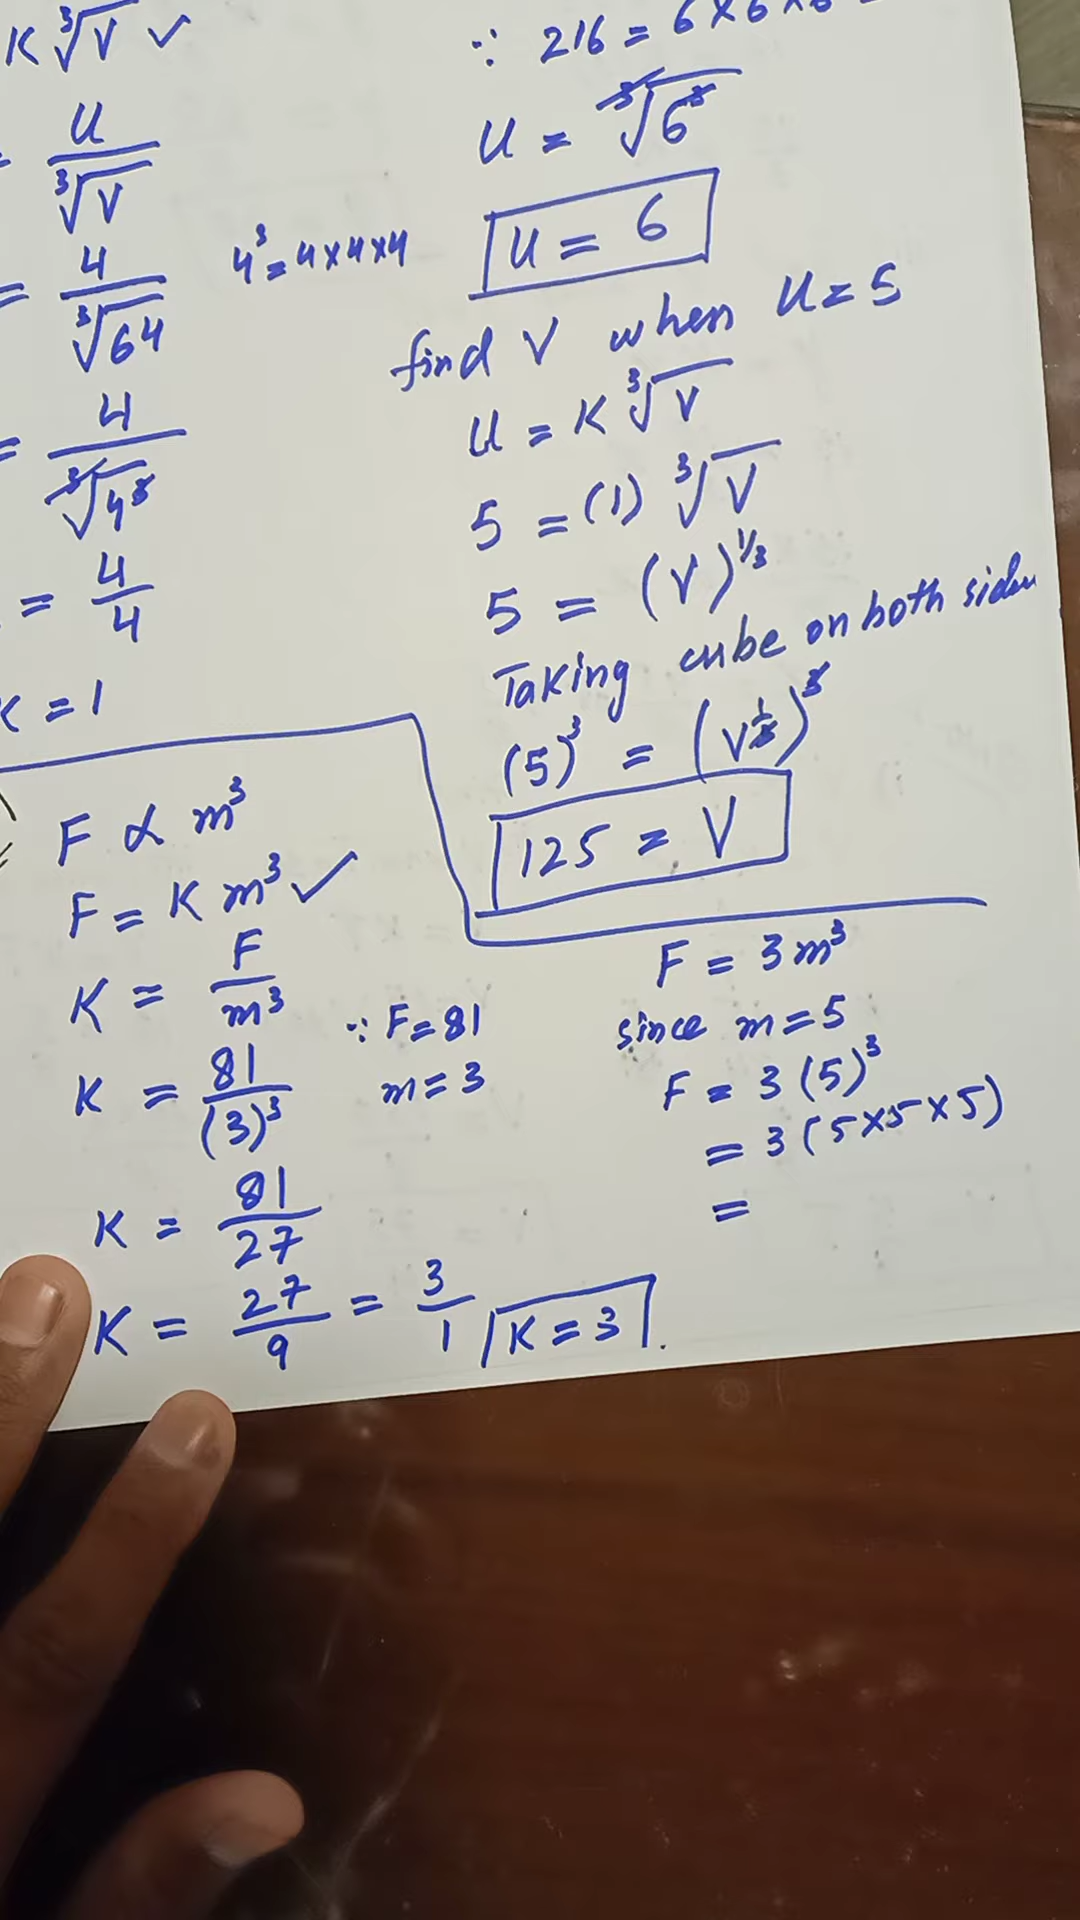 K ∛V ✓
= U/∛V
= 4/∛64
4³ = 4×4×4
= 4/∛4³
= 4/4
K = 1
∵ 216 = 6×6×6
U = ∛6³
U = 6
find V when U = 5
U = K ∛V
5 = (1) ∛V
5 = (V)^1/3
Taking cube on both sides
(5)³ = (V^1/3)³
125 = V
F ∝ m³
F = K m³ ✓
K = F/m³
∵ F = 81
K = 81/(3)³
m = 3
K = 81/27
K = 27/9 = 3/1 K = 3
F = 3m³
since m = 5
F = 3(5)³
= 3(5×5×5)
=